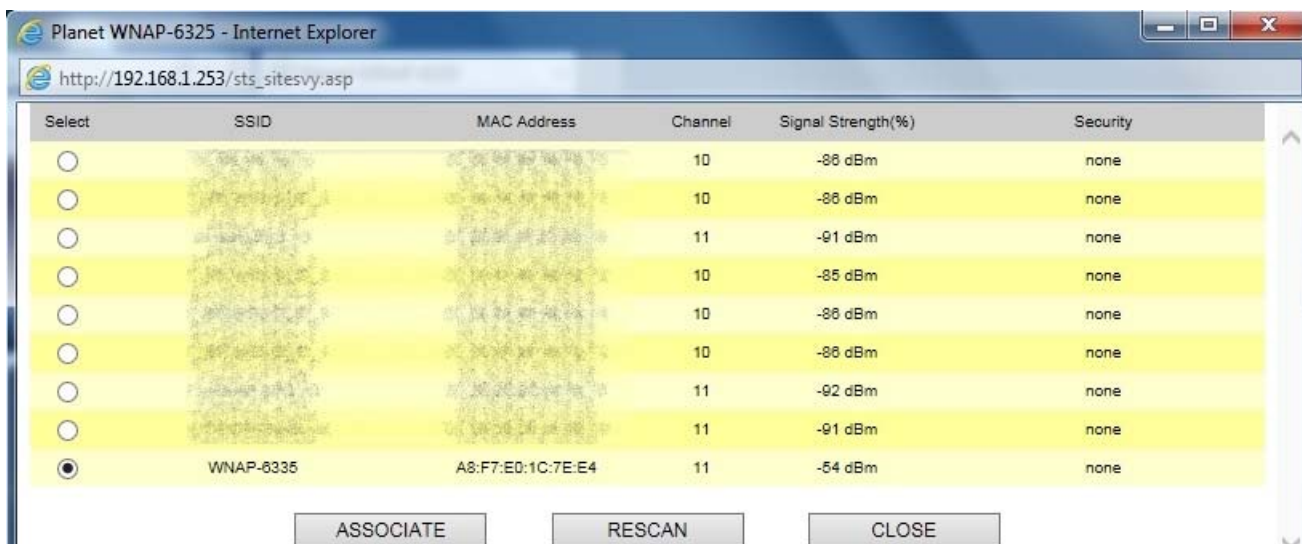 Planet WNAP-6325 - Internet Explorer
http://192.168.1.253/sts_sitesvy.asp
Select SSID MAC Address Channel Signal Strength(%) Security
10 -86 dBm none
10 -86 dBm none
11 -91 dBm none
10 -85 dBm none
10 -86 dBm none
10 -86 dBm none
11 -92 dBm none
11 -91 dBm none
WNAP-6335 A8:F7:E0:1C:7E:E4 11 -54 dBm none
ASSOCIATE RESCAN CLOSE